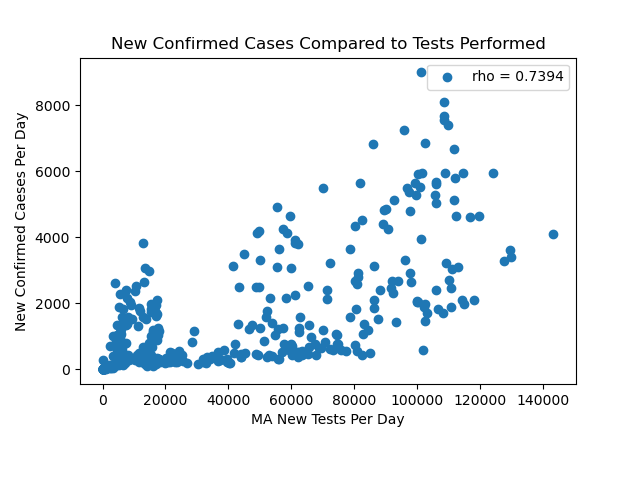 New Confirmed Cases Compared to Tests Performed
rho = 0.7394
8000
6000
4000
2000
0
New Confirmed Caeses Per Day
0 20000 40000 60000 80000 100000 120000 140000
MA New Tests Per Day